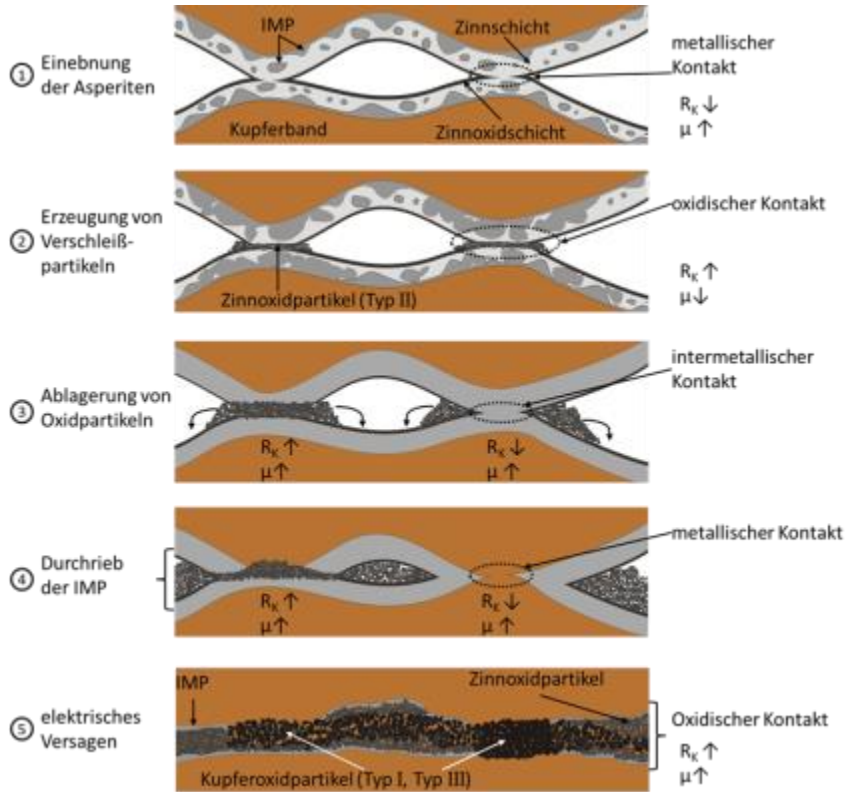 IMP
Zinnschicht
metallischer
Kontakt
① Einebnung
der Asperiten
R_K ↓
μ ↑
Kupferband
Zinnoxidschicht
② Erzeugung von
Verschleiß-
partikeln
oxidischer Kontakt
R_K ↑
μ↓
Zinnoxidpartikel (Typ II)
intermetallischer
Kontakt
③ Ablagerung von
Oxidpartikeln
R_K ↑
μ↑
R_K ↓
μ ↑
metallischer Kontakt
④ Durchrieb
der IMP
R_K ↑
μ↑
R_K ↓
μ ↑
IMP
Zinnoxidpartikel
⑤ elektrisches
Versagen
Oxidischer Kontakt
R_K ↑
μ↑
Kupferoxidpartikel (Typ I, Typ III)